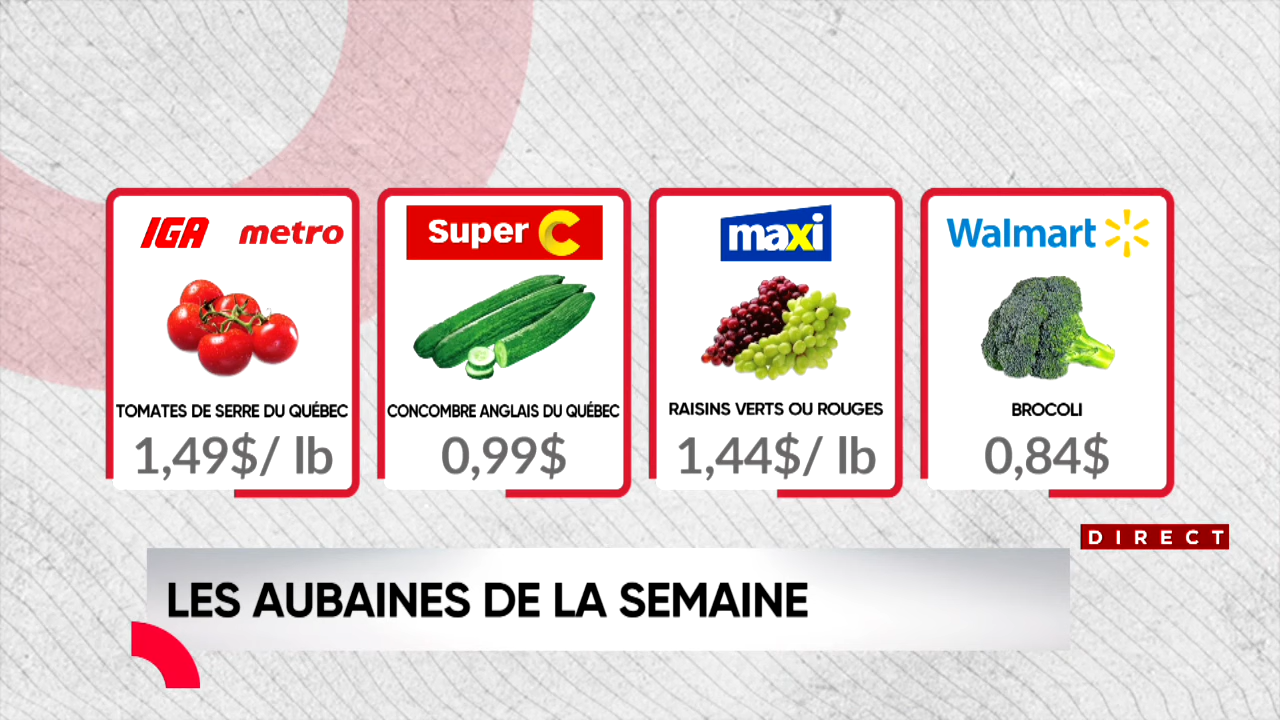 IGA metro
TOMATES DE SERRE DU QUÉBEC
1,49$/ lb
Super C
CONCOMBRE ANGLAIS DU QUÉBEC
0,99$
maxi
RAISINS VERTS OU ROUGES
1,44$/ lb
Walmart
BROCOLI
0,84$
DIRECT
LES AUBAINES DE LA SEMAINE